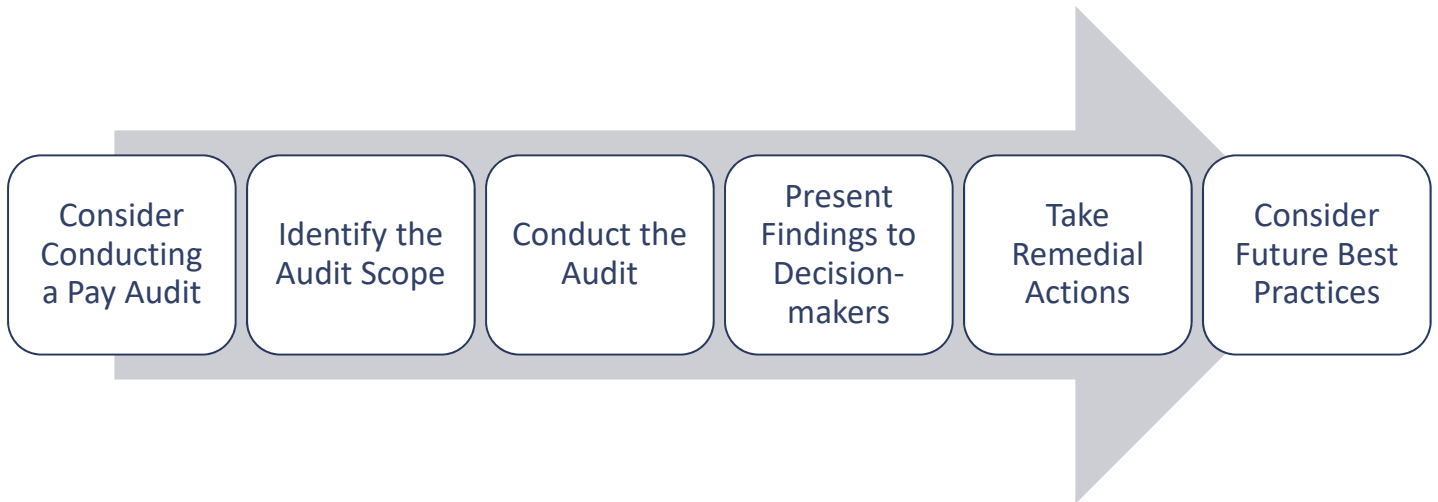 Consider
Conducting
a Pay Audit
Identify the
Audit Scope
Conduct the
Audit
Present
Findings to
Decision-
makers
Take
Remedial
Actions
Consider
Future Best
Practices